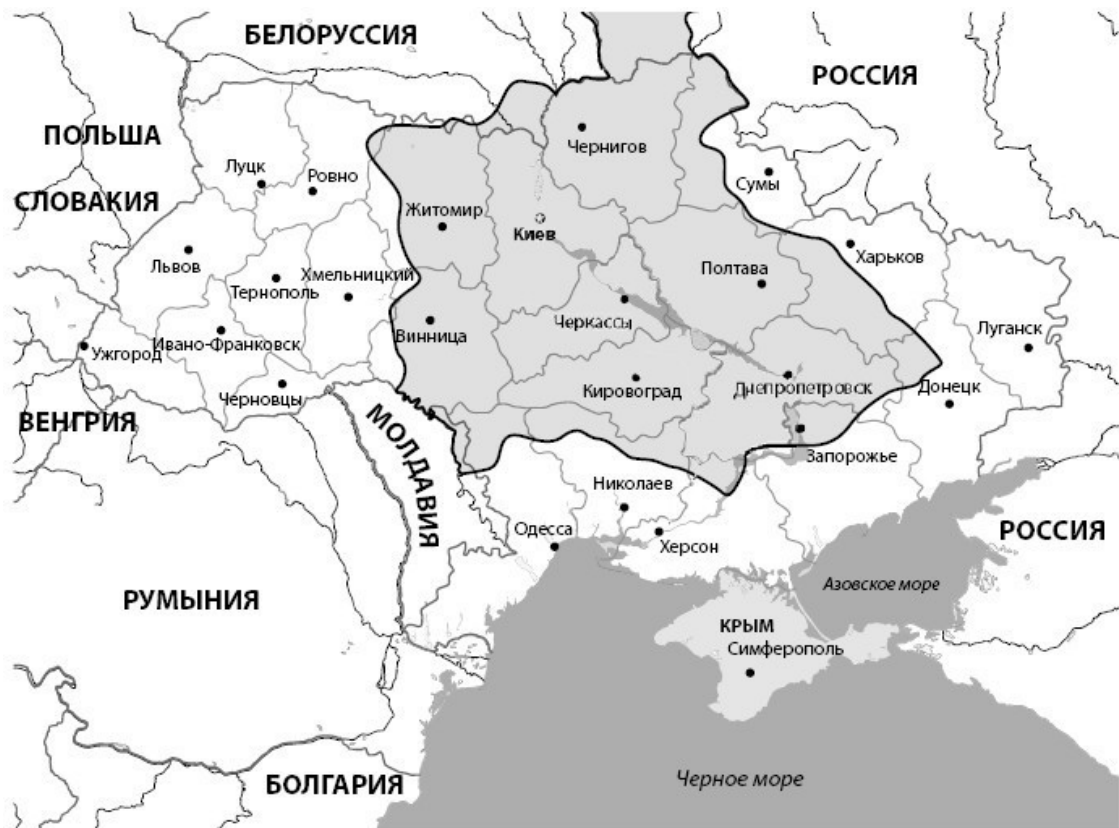 БЕЛОРУССИЯ
РОССИЯ
ПОЛЬША
Чернигов
Луцк
Ровно
Сумы
СЛОВАКИЯ
Житомир
Киев
Харьков
Львов
Хмельницкий
Полтава
Тернополь
Черкассы
Луганск
Винница
Ивано-Франковск
Ужгород
Кировоград
Днепропетровск
Донецк
Черновцы
ВЕНГРИЯ
МОЛДАВИЯ
Запорожье
Николаев
Одесса
Херсон
РОССИЯ
Азовское море
РУМЫНИЯ
КРЫМ
Симферополь
Черное море
БОЛГАРИЯ